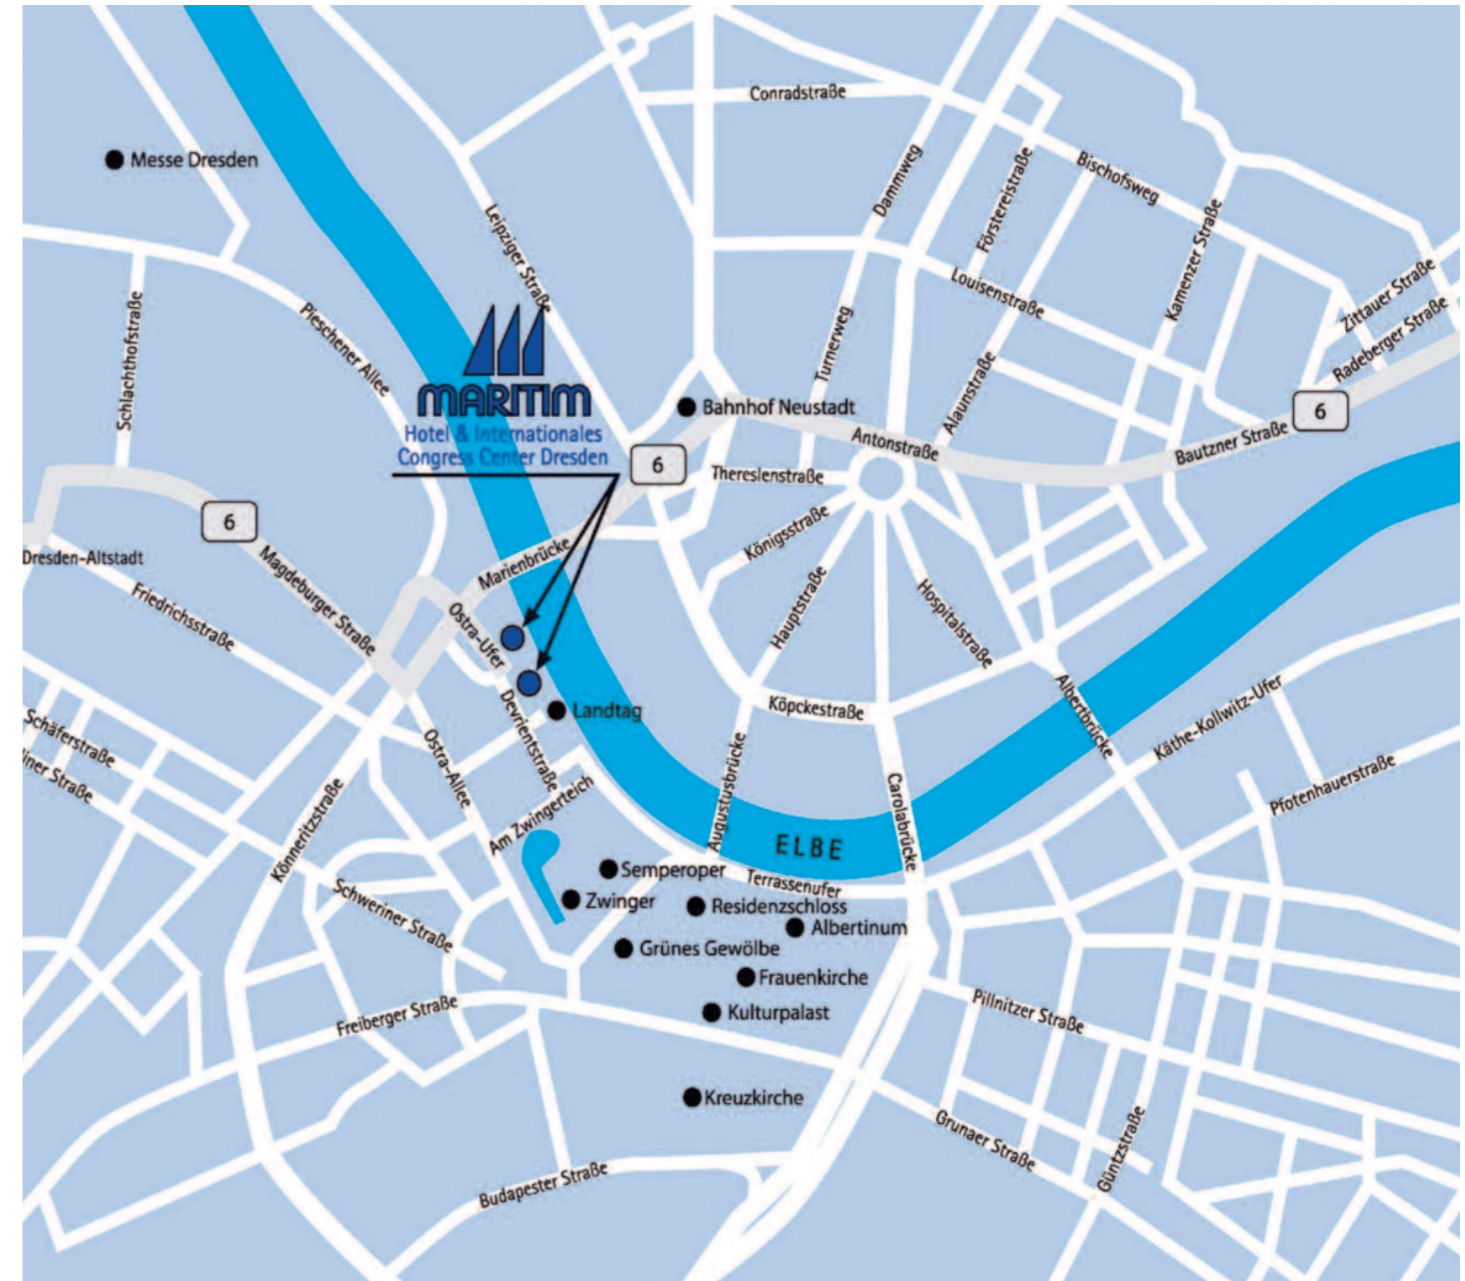 Conradstraße
Messe Dresden
Dammweg
Förstereistraße
Bischofsweg
Leipziger Straße
Kamenzer Straße
Louisenstraße
Zittauer Straße
Radeberger Straße
Schlachthofstraße
Pieschener Allee
Turnerweg
Alaunstraße
MARITIM
Hotel & Internationales
Congress Center Dresden
Bahnhof Neustadt
6
Antonstraße
Bautzner Straße
6
Thereslenstraße
6
Königsstraße
Dresden-Altstadt
Magdeburger Straße
Marienbrücke
Friedrichsstraße
Ostra-Ufer
Hauptstraße
Hospitalstraße
Devrientstraße
Landtag
Köpckestraße
Albertbrücke
Käthe-Kollwitz-Ufer
Schäferstraße
iner Straße
Ostra-Allee
Augustusbrücke
Carolabrücke
Pfotenhauerstraße
Könneritzstraße
Am Zwingerteich
ELBE
Semperoper
Terrassenufer
Zwinger
Residenzschloss
Schweriner Straße
Albertinum
Grünes Gewölbe
Frauenkirche
Freiberger Straße
Kulturpalast
Pillnitzer Straße
Kreuzkirche
Grunaer Straße
Güntzstraße
Budapester Straße